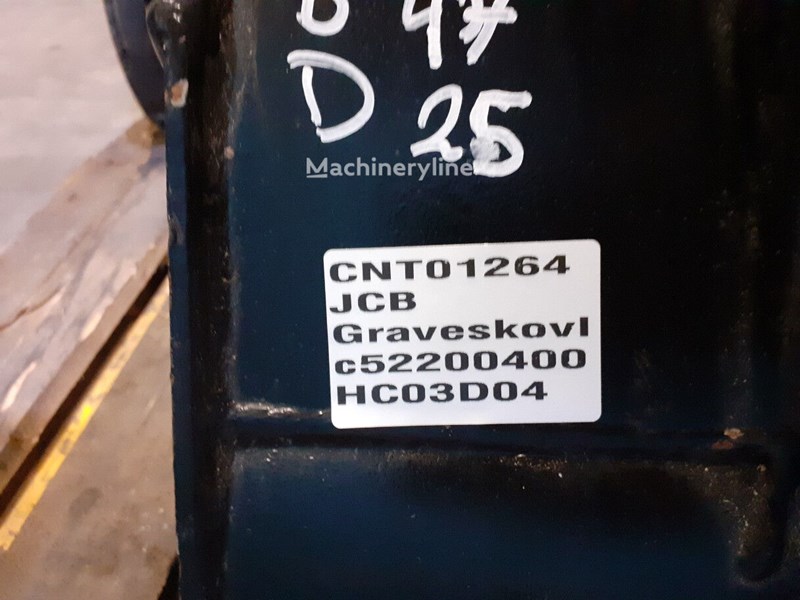 47
D 25
Machineryline
CNT01264
JCB
Graveskovl
c52200400
HC03D04